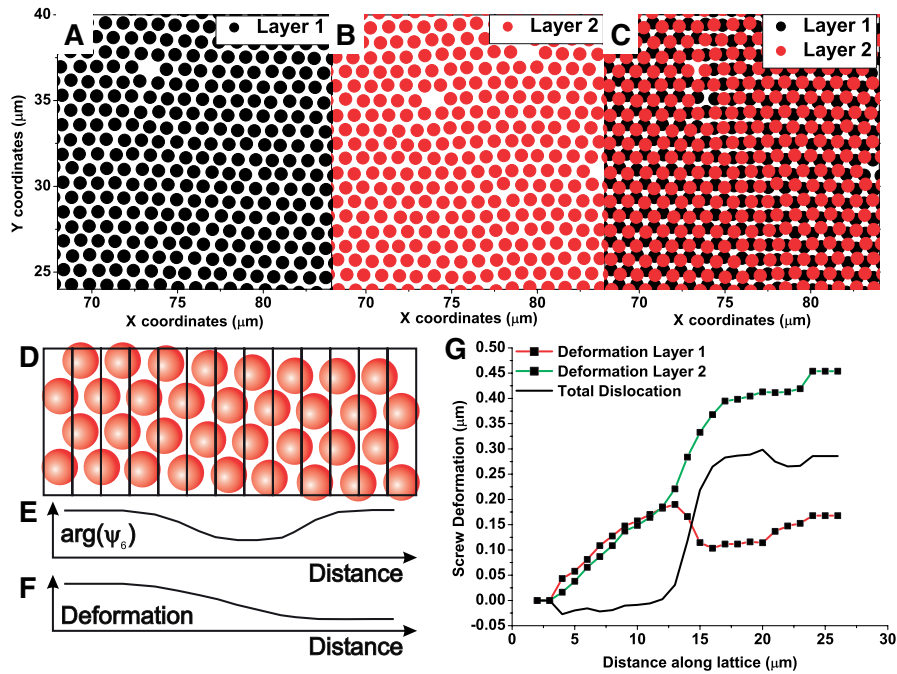 A
Layer 1
B
Layer 2
C
Layer 1
Layer 2
Y coordinates (μm)
40
35
30
25
70 75 80
70 75 80
70 75 80
X coordinates (μm)
X coordinates (μm)
X coordinates (μm)
D
E
arg(ψ₆)
Distance
F
Deformation
Distance
G
Deformation Layer 1
Deformation Layer 2
Total Dislocation
Screw Deformation (μm)
0.50
0.45
0.40
0.35
0.30
0.25
0.20
0.15
0.10
0.05
0.00
-0.05
0 5 10 15 20 25 30
Distance along lattice (μm)